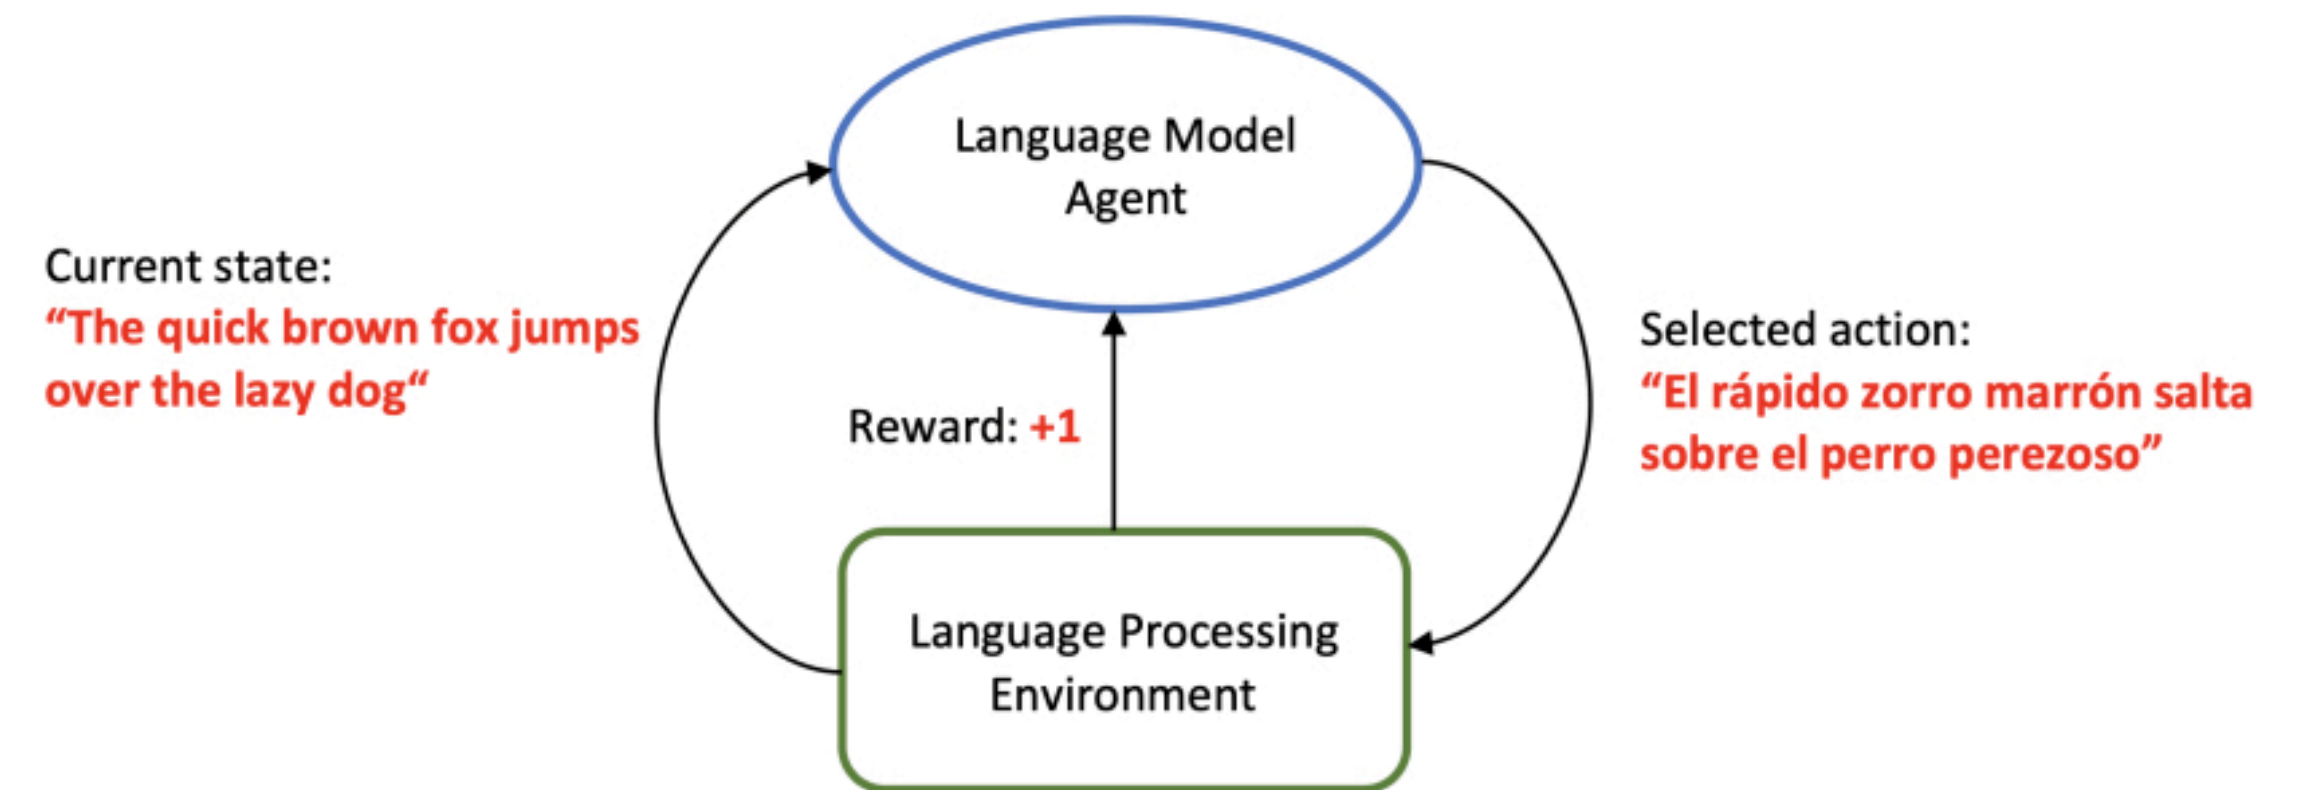 Language Model
Agent
Current state:
“The quick brown fox jumps
over the lazy dog“
Reward: +1
Selected action:
“El rápido zorro marrón salta
sobre el perro perezoso”
Language Processing
Environment